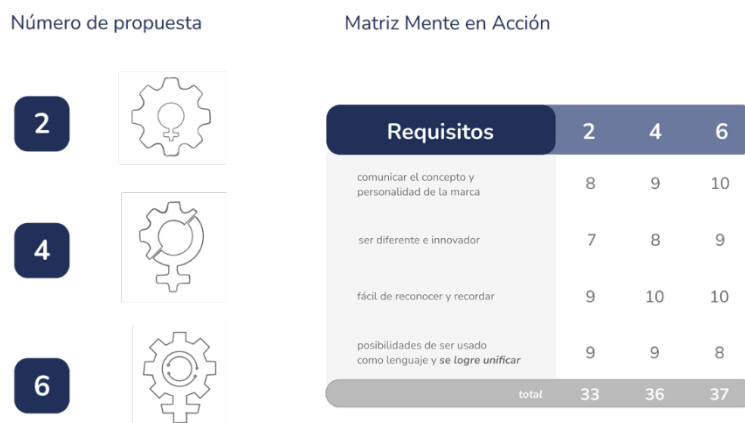 Número de propuesta
Matriz Mente en Acción
2
4
6
Requisitos 2 4 6
comunicar el concepto y
personalidad de la marca 8 9 10
ser diferente e innovador 7 8 9
fácil de reconocer y recordar 9 10 10
posibilidades de ser usado
como lenguaje y se logre unificar 9 9 8
total 33 36 37